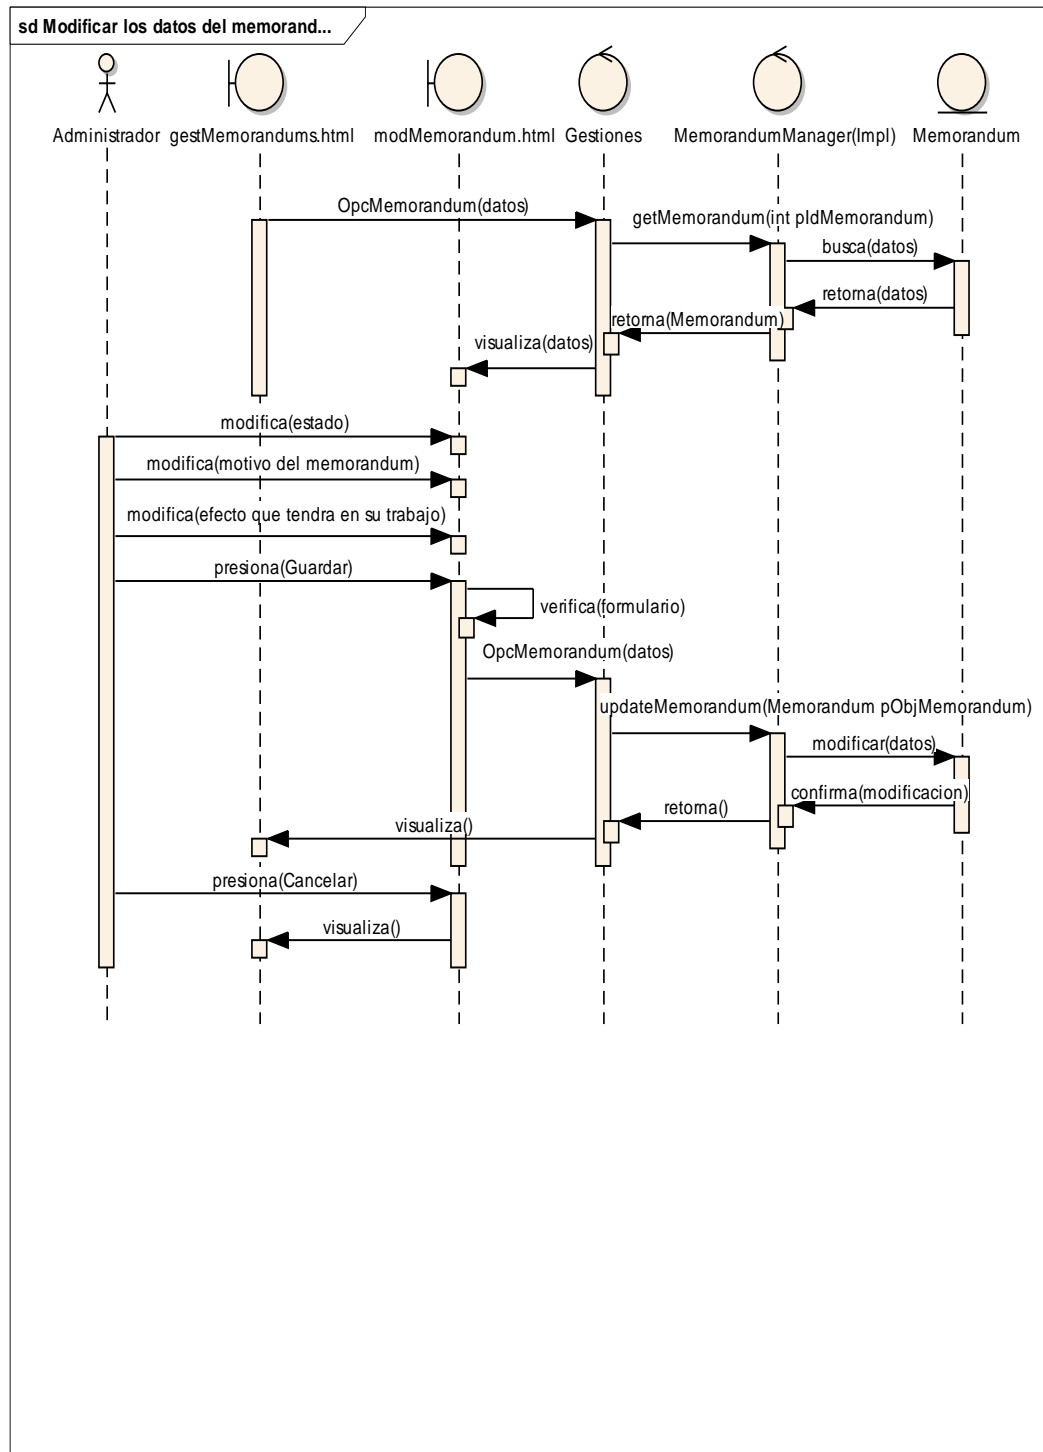 sd Modificar los datos del memorand...
Administrador
gestMemorandums.html
modMemorandum.html
Gestiones
MemorandumManager(Impl)
Memorandum
OpcMemorandum(datos)
getMemorandum(int pIdMemorandum)
busca(datos)
retorna(datos)
retorna(Memorandum)
visualiza(datos)
modifica(estado)
modifica(motivo del memorandum)
modifica(efecto que tendra en su trabajo)
presiona(Guardar)
verifica(formulario)
OpcMemorandum(datos)
updateMemorandum(Memorandum pObjMemorandum)
modificar(datos)
confirma(modificacion)
retorna()
visualiza()
presiona(Cancelar)
visualiza()